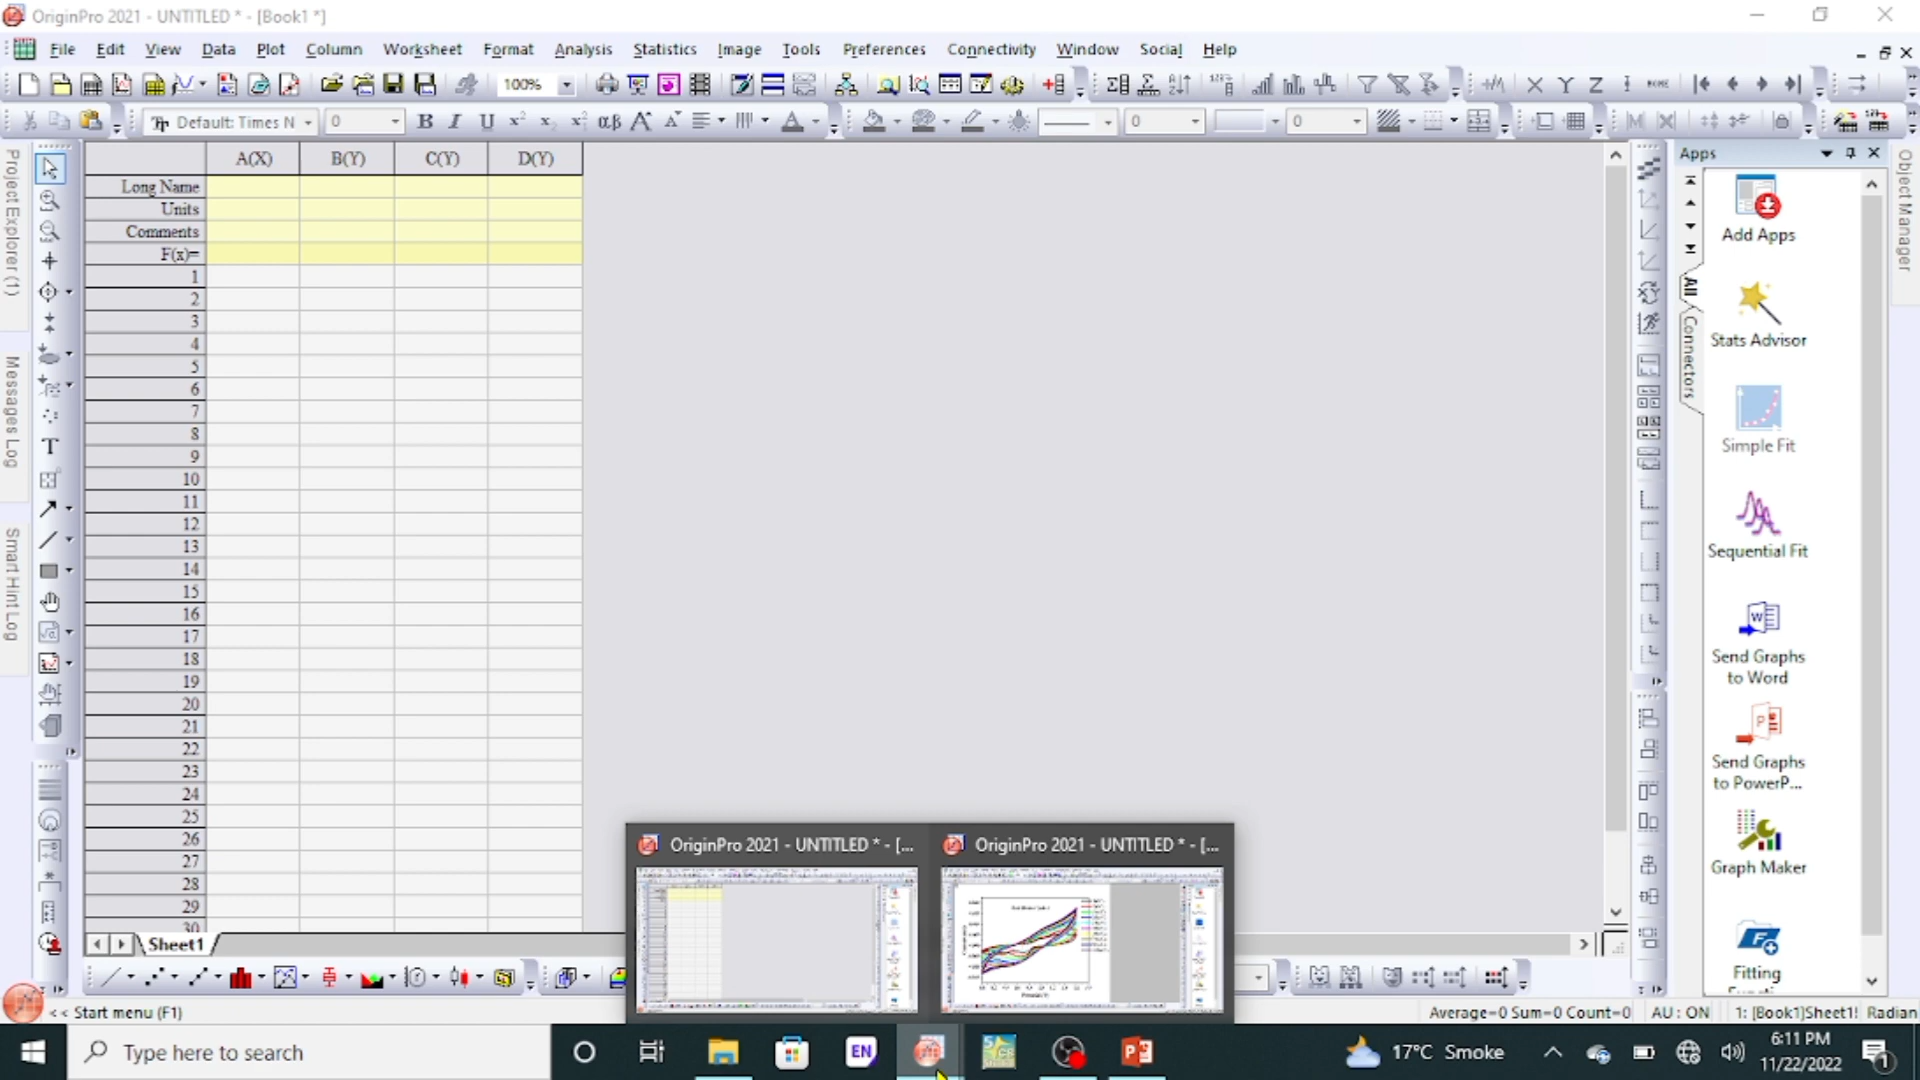 OriginPro 2021 - UNTITLED * - [Book1 *]
File Edit View Data Plot Column Worksheet Format Analysis Statistics Image Tools Preferences Connectivity Window Social Help
100%
Default: Times N 0 B I U αβ A 0 0
X Y Z
Project Explorer (1)
Messages Log
Smart Hint Log
A(X) B(Y) C(Y) D(Y)
Long Name
Units
Comments
F(x)=
1
2
3
4
5
6
7
8
9
10
11
12
13
14
15
16
17
18
19
20
21
22
23
24
25
26
27
28
29
30
Sheet1
Apps
All
Connectors
Object Manager
Add Apps
Stats Advisor
Simple Fit
Sequential Fit
Send Graphs
to Word
Send Graphs
to PowerP...
Graph Maker
Fitting
OriginPro 2021 - UNTITLED * - [...
OriginPro 2021 - UNTITLED * - [...
<< Start menu (F1)
Average=0 Sum=0 Count=0 AU : ON 1: [Book1]Sheet1! Radian
Type here to search
EN
17°C Smoke
6:11 PM
11/22/2022
1